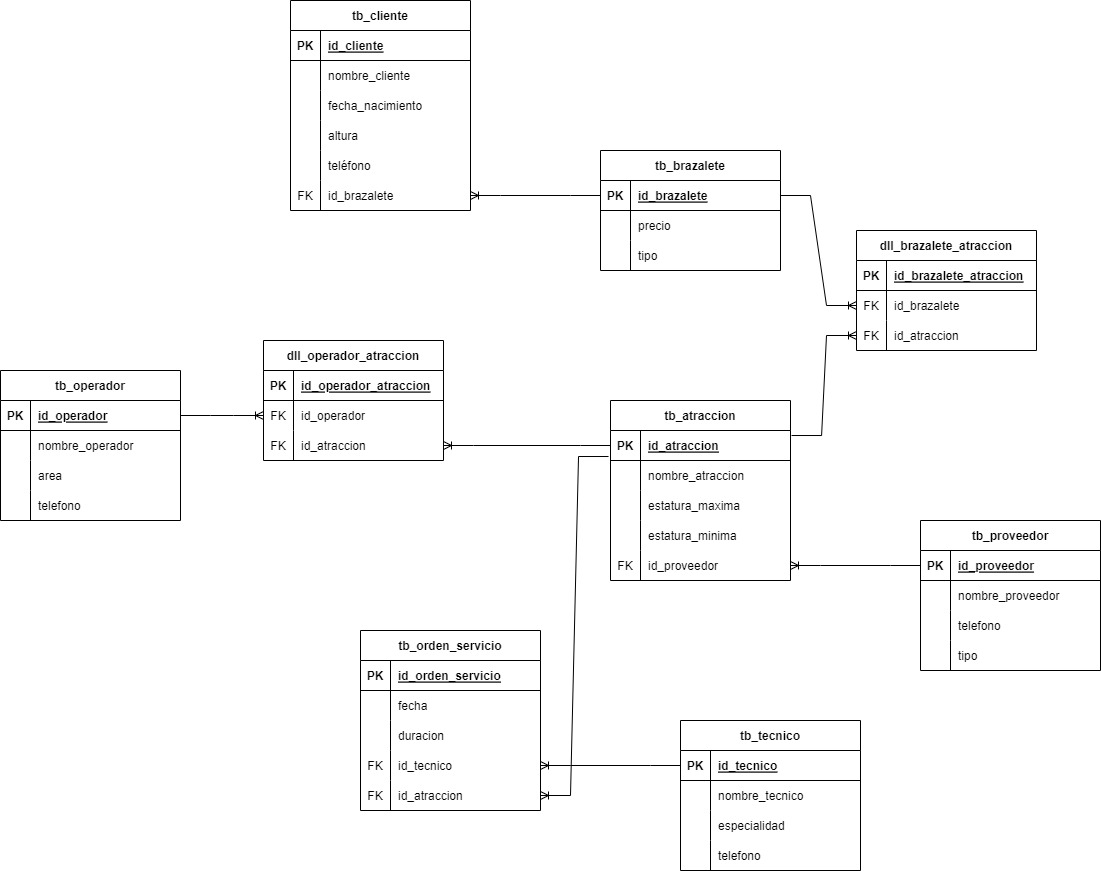 tb_cliente
PK id_cliente
nombre_cliente
fecha_nacimiento
altura
teléfono
FK id_brazalete
tb_brazalete
PK id_brazalete
precio
tipo
dll_brazalete_atraccion
PK id_brazalete_atraccion
FK id_brazalete
FK id_atraccion
dll_operador_atraccion
PK id_operador_atraccion
FK id_operador
FK id_atraccion
tb_operador
PK id_operador
nombre_operador
area
telefono
tb_atraccion
PK id_atraccion
nombre_atraccion
estatura_maxima
estatura_minima
FK id_proveedor
tb_proveedor
PK id_proveedor
nombre_proveedor
telefono
tipo
tb_orden_servicio
PK id_orden_servicio
fecha
duracion
FK id_tecnico
FK id_atraccion
tb_tecnico
PK id_tecnico
nombre_tecnico
especialidad
telefono